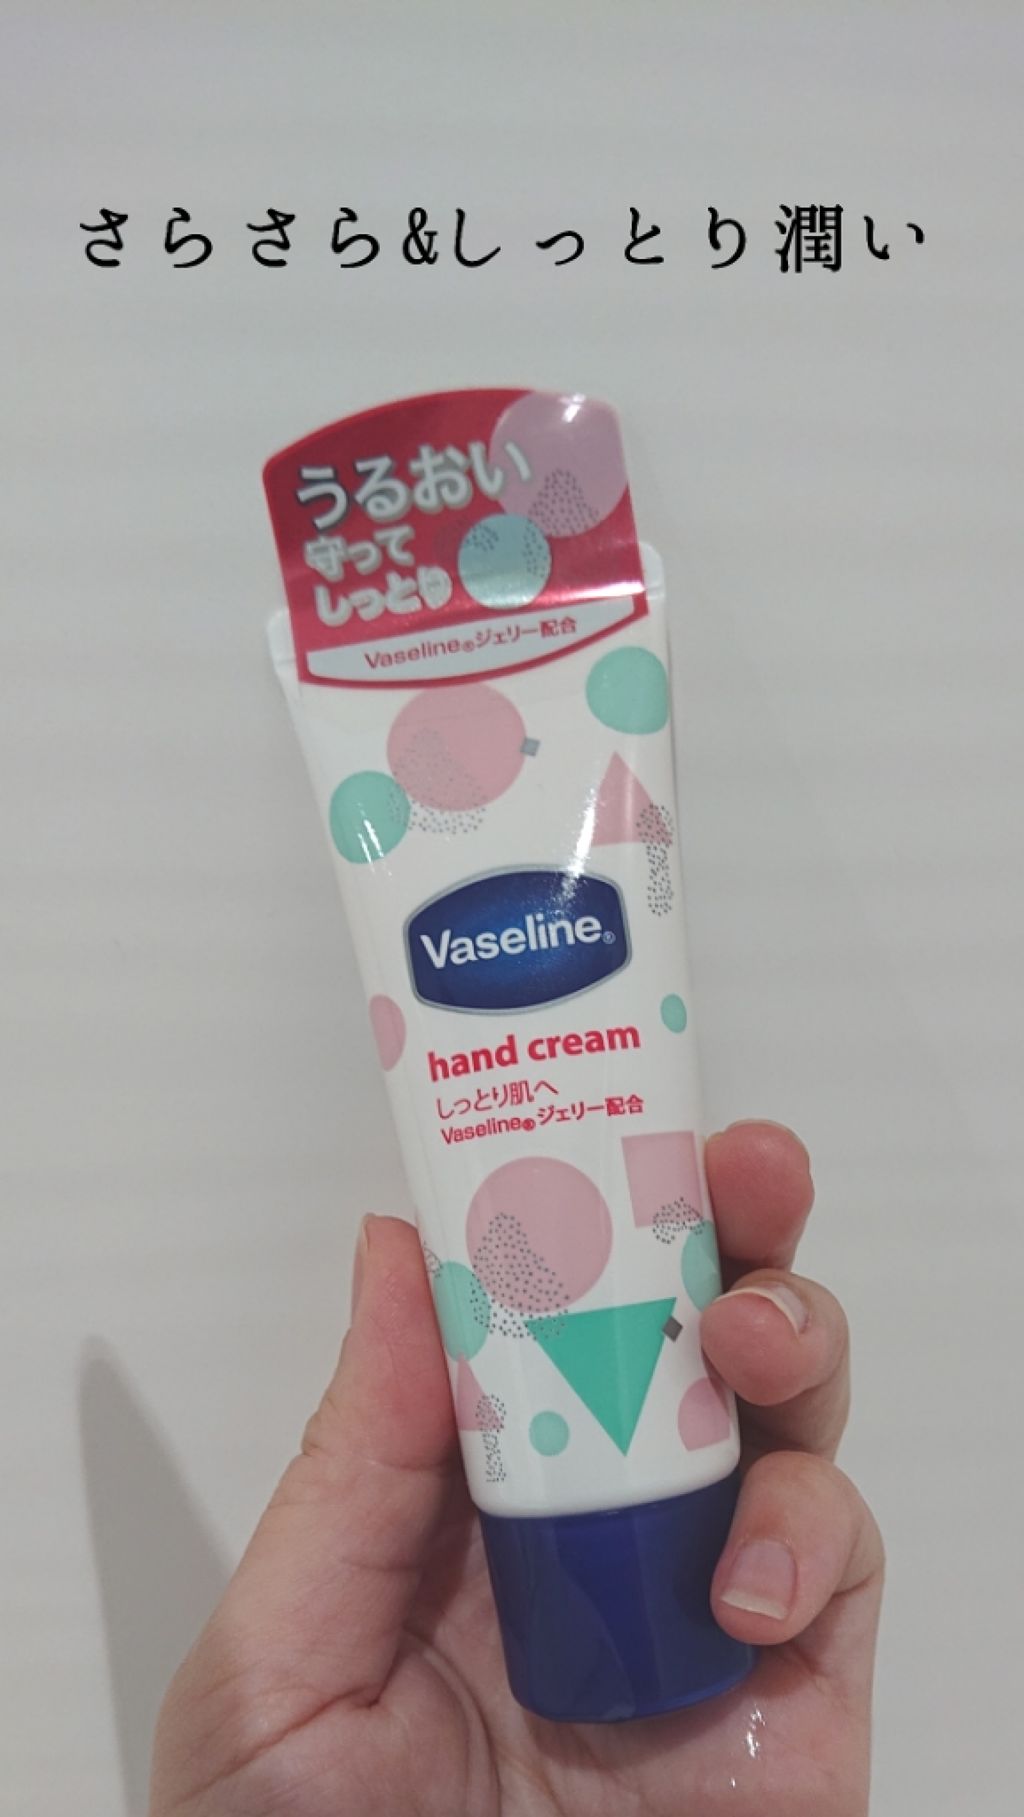 さらさら&しっとり潤い
うるおい
守って
しっとり
Vaseline®ジェリー配合
Vaseline®
hand cream
しっとり肌へ
Vaseline®ジェリー配合